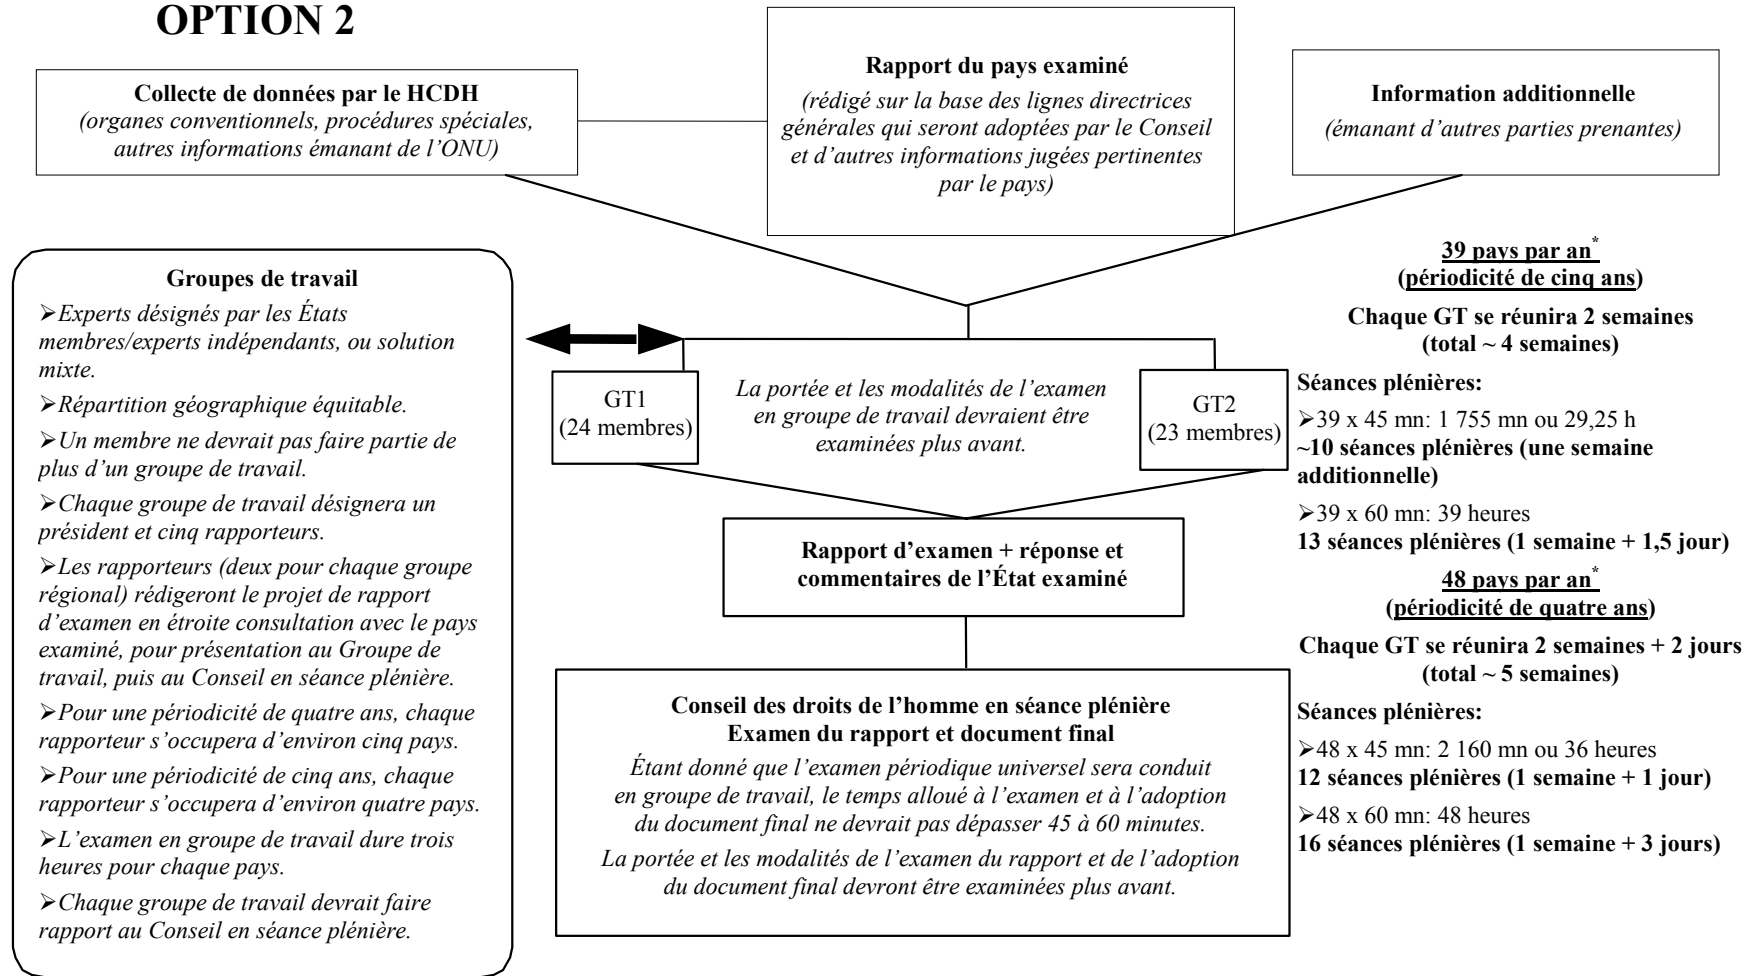 OPTION 2
Collecte de données par le HCDH
(organes conventionnels, procédures spéciales,
autres informations émanant de l'ONU)
Rapport du pays examiné
(rédigé sur la base des lignes directrices
générales qui seront adoptées par le Conseil
et d'autres informations jugées pertinentes
par le pays)
Information additionnelle
(émanant d'autres parties prenantes)
Groupes de travail
➢Experts désignés par les États
membres/experts indépendants, ou solution
mixte.
➢Répartition géographique équitable.
➢Un membre ne devrait pas faire partie de
plus d'un groupe de travail.
➢Chaque groupe de travail désignera un
président et cinq rapporteurs.
➢Les rapporteurs (deux pour chaque groupe
régional) rédigeront le projet de rapport
d'examen en étroite consultation avec le pays
examiné, pour présentation au Groupe de
travail, puis au Conseil en séance plénière.
➢Pour une périodicité de quatre ans, chaque
rapporteur s'occupera d'environ cinq pays.
➢Pour une périodicité de cinq ans, chaque
rapporteur s'occupera d'environ quatre pays.
➢L'examen en groupe de travail dure trois
heures pour chaque pays.
➢Chaque groupe de travail devrait faire
rapport au Conseil en séance plénière.
GT1
(24 membres)
La portée et les modalités de l'examen
en groupe de travail devraient être
examinées plus avant.
GT2
(23 membres)
Rapport d'examen + réponse et
commentaires de l'État examiné
Conseil des droits de l'homme en séance plénière
Examen du rapport et document final
Étant donné que l'examen périodique universel sera conduit
en groupe de travail, le temps alloué à l'examen et à l'adoption
du document final ne devrait pas dépasser 45 à 60 minutes.
La portée et les modalités de l'examen du rapport et de l'adoption
du document final devront être examinées plus avant.
39 pays par an*
(périodicité de cinq ans)
Chaque GT se réunira 2 semaines
(total ~ 4 semaines)
Séances plénières:
➢39 x 45 mn: 1 755 mn ou 29,25 h
~10 séances plénières (une semaine
additionnelle)
➢39 x 60 mn: 39 heures
13 séances plénières (1 semaine + 1,5 jour)
48 pays par an*
(périodicité de quatre ans)
Chaque GT se réunira 2 semaines + 2 jours
(total ~ 5 semaines)
Séances plénières:
➢48 x 45 mn: 2 160 mn ou 36 heures
12 séances plénières (1 semaine + 1 jour)
➢48 x 60 mn: 48 heures
16 séances plénières (1 semaine + 3 jours)